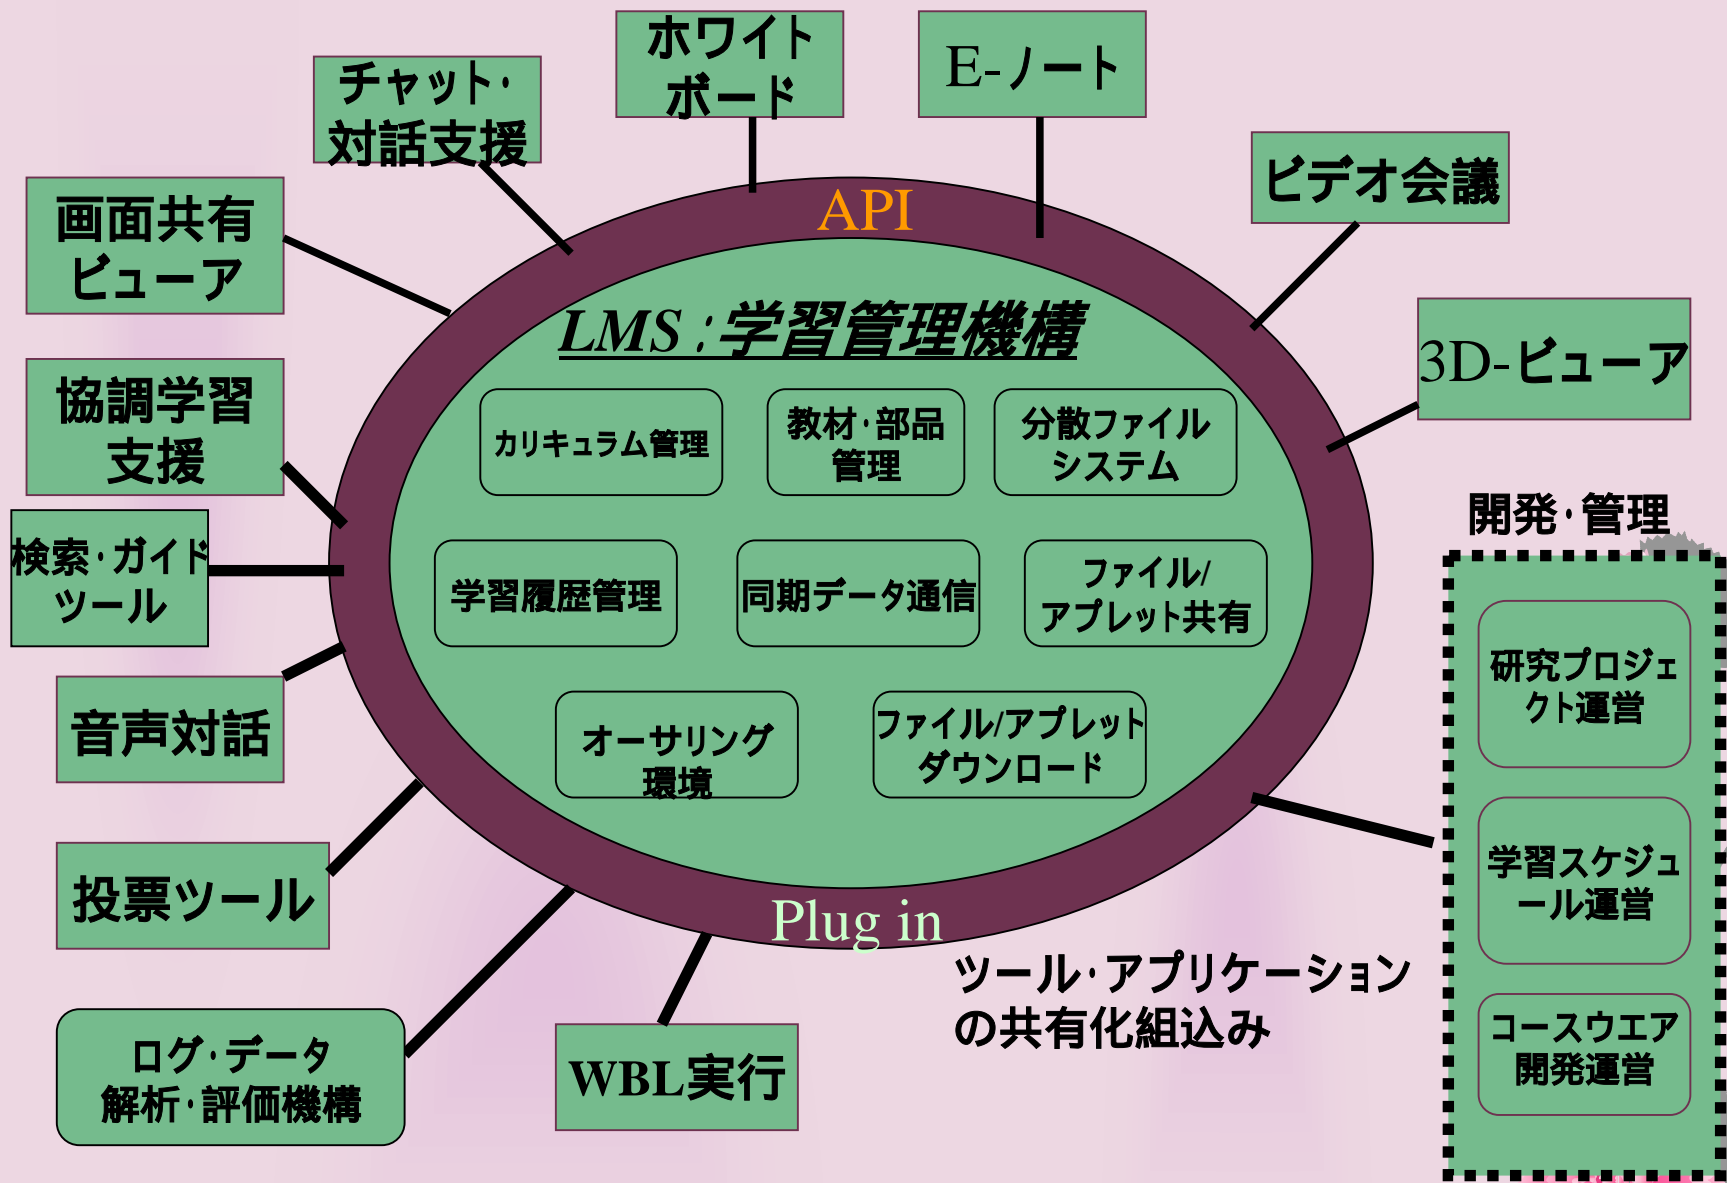 ホワイト
ボード
E-ノート
チャット・
対話支援
ビデオ会議
画面共有
ビューア
API
LMS:学習管理機構
3D-ビューア
協調学習
支援
カリキュラム管理
教材・部品
管理
分散ファイル
システム
開発・管理
検索・ガイド
ツール
学習履歴管理
同期データ通信
ファイル/
アプレット共有
研究プロジェ
クト運営
音声対話
オーサリング
環境
ファイル/アプレット
ダウンロード
投票ツール
学習スケジュ
ール運営
Plug in
ツール・アプリケーション
の共有化組込み
ログ・データ
解析・評価機構
WBL実行
コースウエア
開発運営